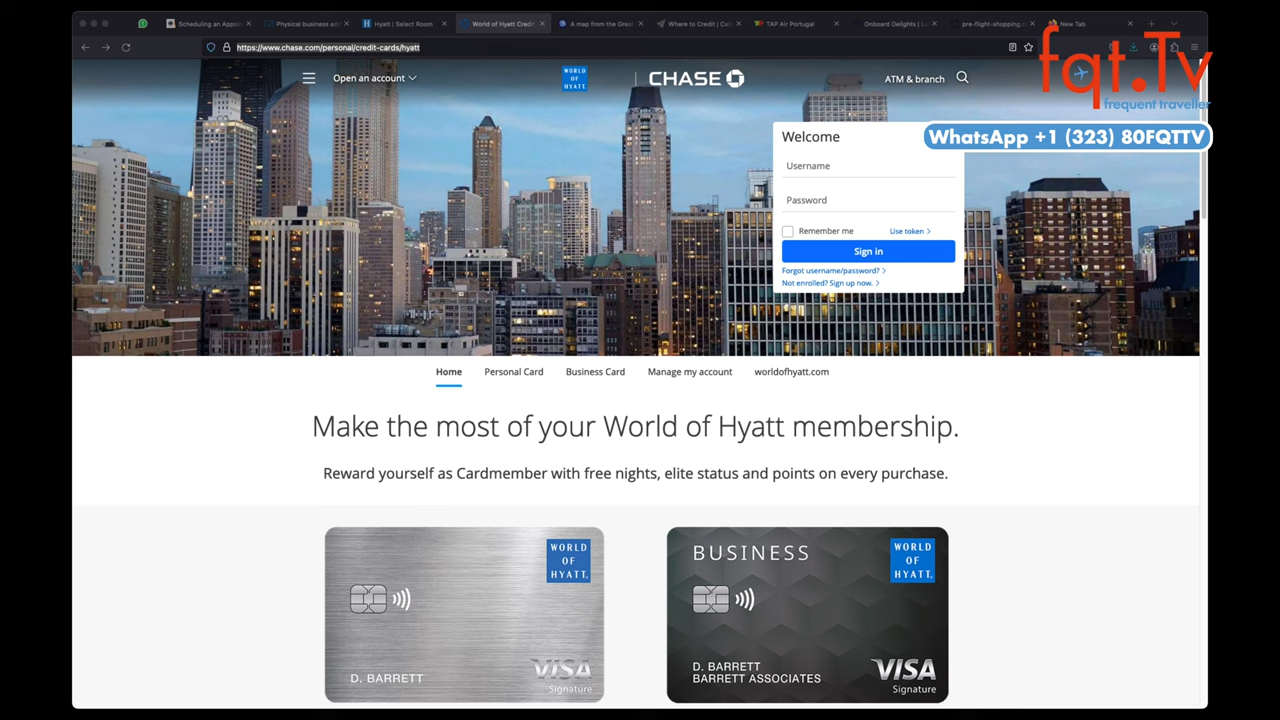 Scheduling an Appoi
Physical business ad
Hyatt | Select Room
World of Hyatt Credit
A map from the Great
Where to Credit | Calc
TAP Air Portugal
Onboard Delights |
pre-flight-shopping.c
New Tab
https://www.chase.com/personal/credit-cards/hyatt
fqt.Tv
frequent traveller
WhatsApp +1 (323) 80FQTTV
Open an account
WORLD
OF
HYATT
CHASE
ATM & branch
Welcome
Username
Password
Remember me
Use token
Sign in
Forgot username/password?
Not enrolled? Sign up now.
Home
Personal Card
Business Card
Manage my account
worldofhyatt.com
Make the most of your World of Hyatt membership.
Reward yourself as Cardmember with free nights, elite status and points on every purchase.
WORLD
OF
HYATT.
VISA
Signature
D. BARRETT
BUSINESS
WORLD
OF
HYATT.
D. BARRETT
BARRETT ASSOCIATES
VISA
Signature